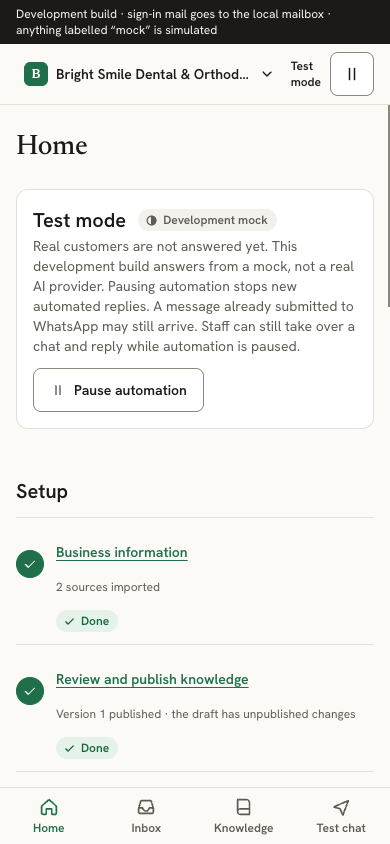 Development build · sign-in mail goes to the local mailbox ·
anything labelled “mock” is simulated
B
Bright Smile Dental & Orthod…
Test
mode
Home
Test mode
Development mock
Real customers are not answered yet. This
development build answers from a mock, not a real
AI provider. Pausing automation stops new
automated replies. A message already submitted to
WhatsApp may still arrive. Staff can still take over a
chat and reply while automation is paused.
Pause automation
Setup
Business information
2 sources imported
Done
Review and publish knowledge
Version 1 published · the draft has unpublished changes
Done
Home
Inbox
Knowledge
Test chat